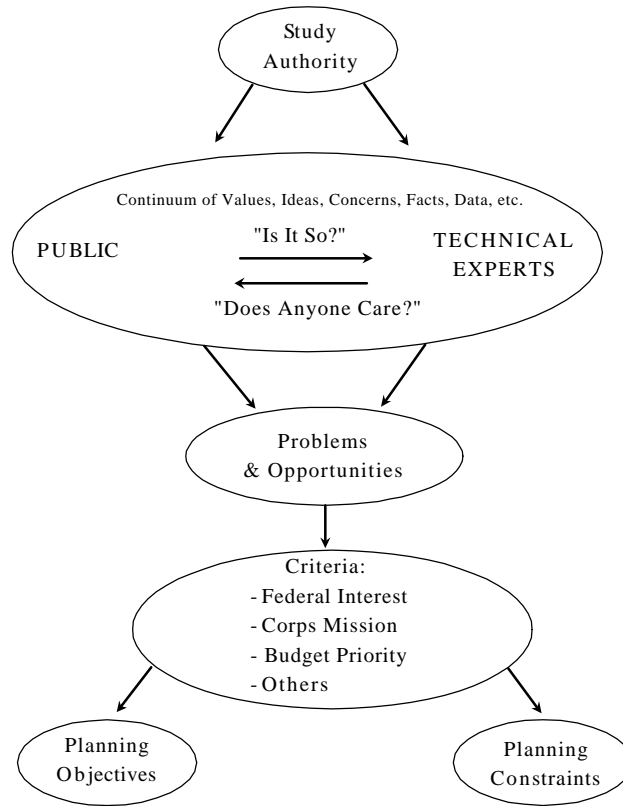 Study
Authority
Continuum of Values, Ideas, Concerns, Facts, Data, etc.
"Is It So?"
PUBLIC
TECHNICAL
EXPERTS
"Does Anyone Care?"
Problems
& Opportunities
Criteria:
- Federal Interest
- Corps Mission
- Budget Priority
- Others
Planning
Objectives
Planning
Constraints